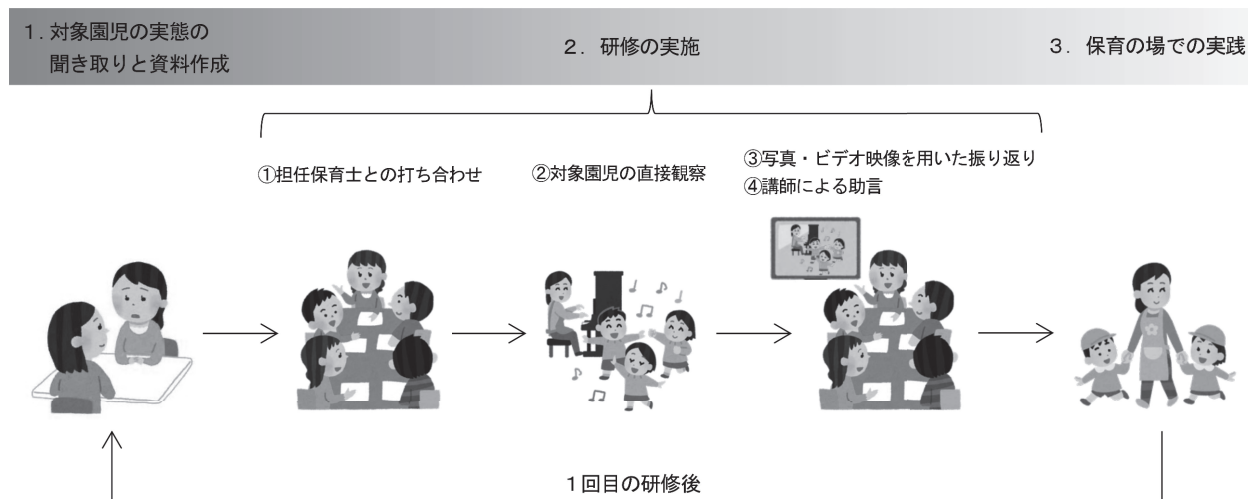 １. 対象園児の実態の
聞き取りと資料作成
２．研修の実施
３．保育の場での実践
①担任保育士との打ち合わせ
②対象園児の直接観察
③写真・ビデオ映像を用いた振り返り
④講師による助言
１回目の研修後